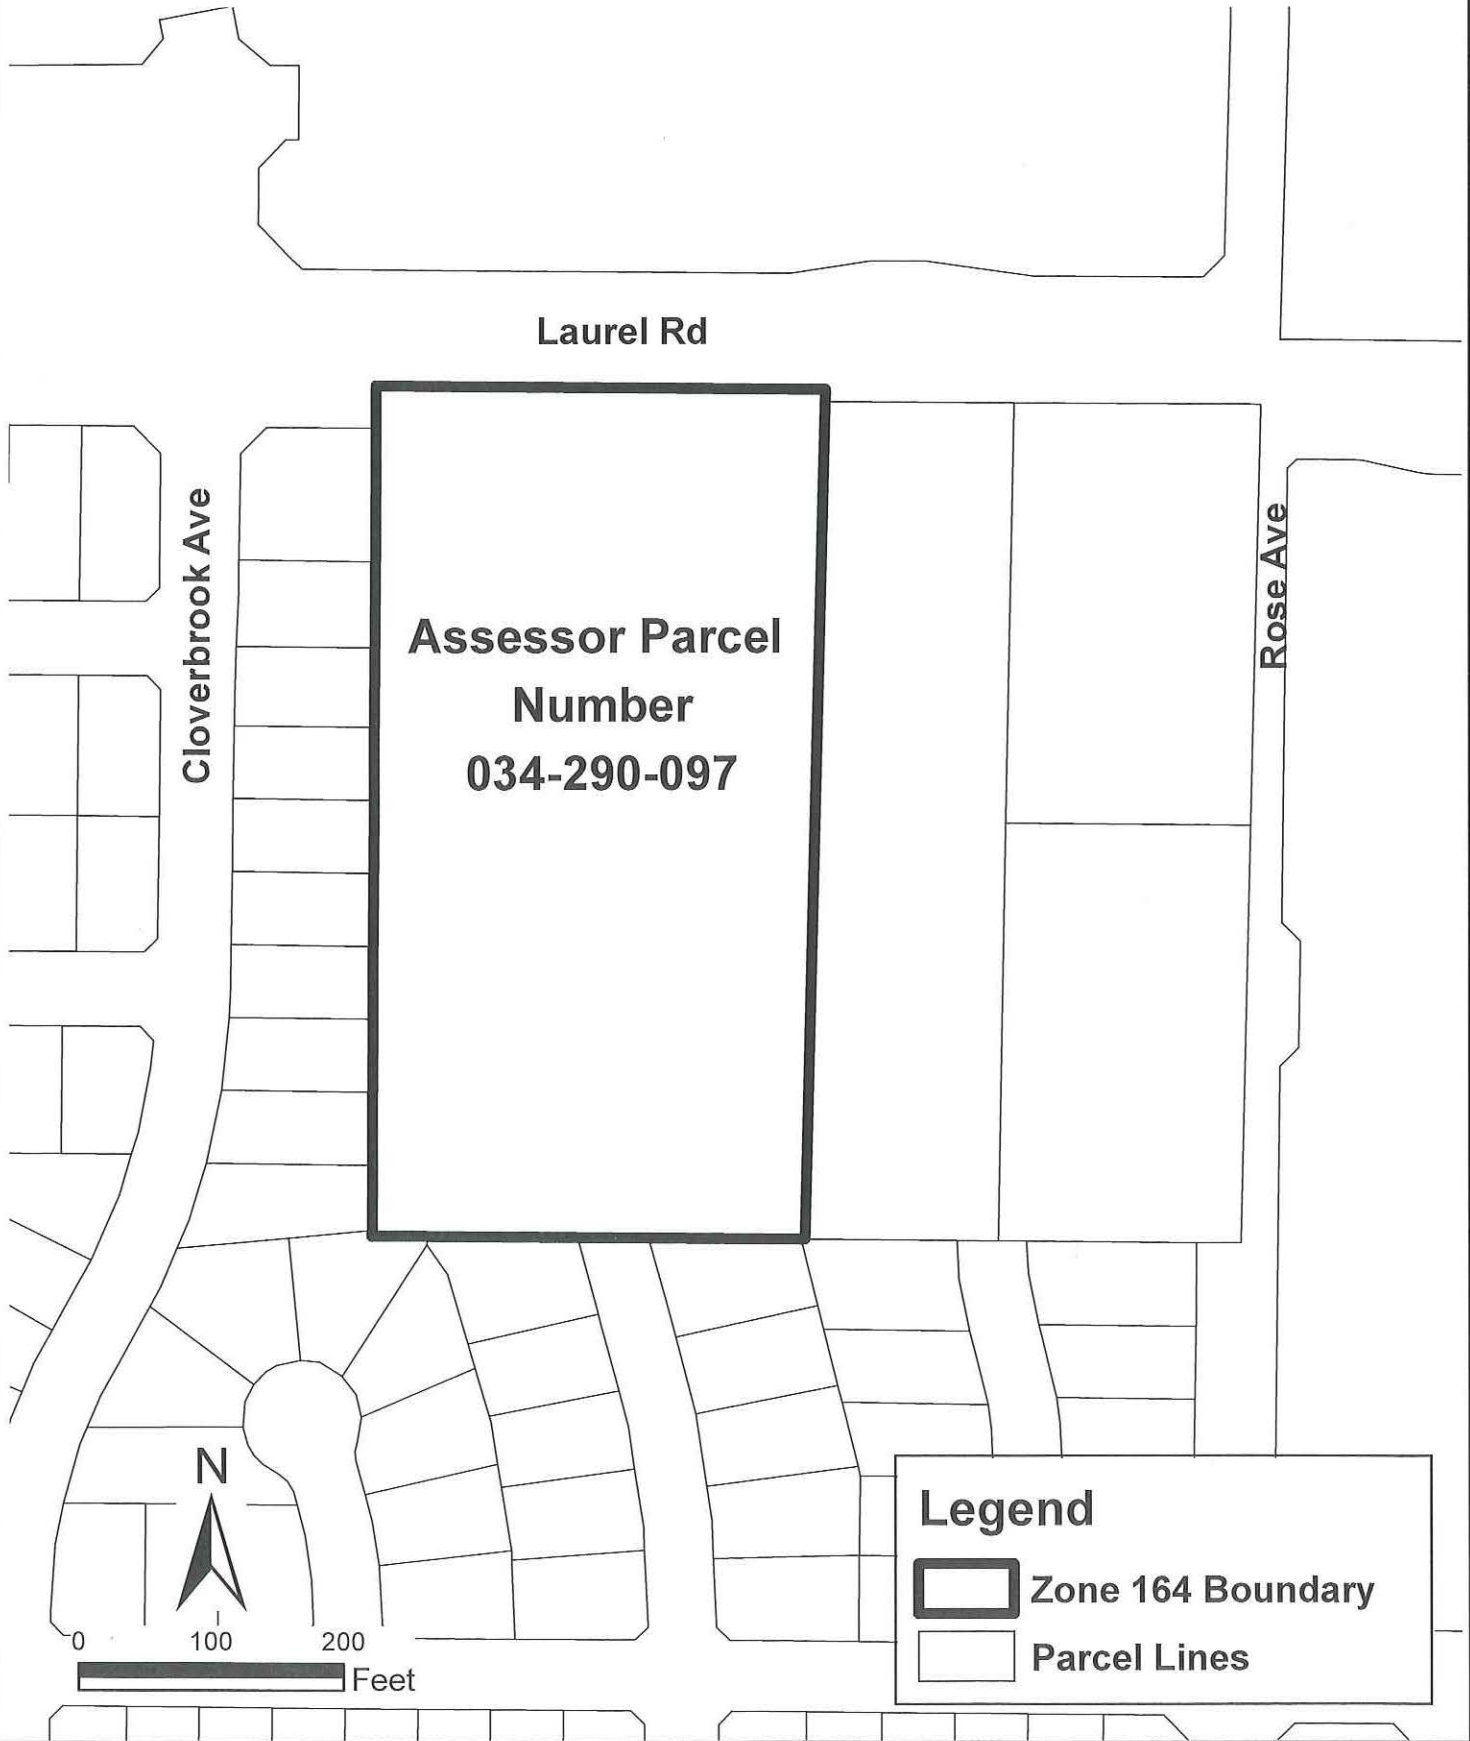 Laurel Rd
Cloverbrook Ave
Rose Ave
Assessor Parcel
Number
034-290-097
N
0 100 200
Feet
Legend
Zone 164 Boundary
Parcel Lines